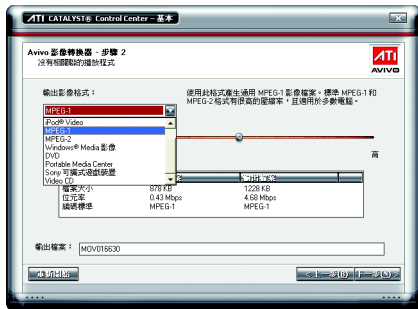 ATI CATALYST® Control Center – 基本
Avivo 影像轉換器 - 步驟 2
沒有相關聯的播放程式
ATI
AVIVO
輸出影像格式：
使用此格式產生通用 MPEG-1 影像檔案。標準 MPEG-1 和
MPEG-2 格式有很高的壓縮率，且適用於多數電腦。
MPEG-1
iPod® Video
MPEG-1
MPEG-2
Windows® Media 影像
DVD
Portable Media Center
Sony 可攜式遊戲裝置
Video CD
高
輸出檔案
檔案大小 878 KB 1228 KB
位元率 0.43 Mbps 4.68 Mbps
編碼標準 MPEG-1 MPEG-1
輸出檔案： MOV016630
重新開始
< 上一步(B) 下一步(N) >